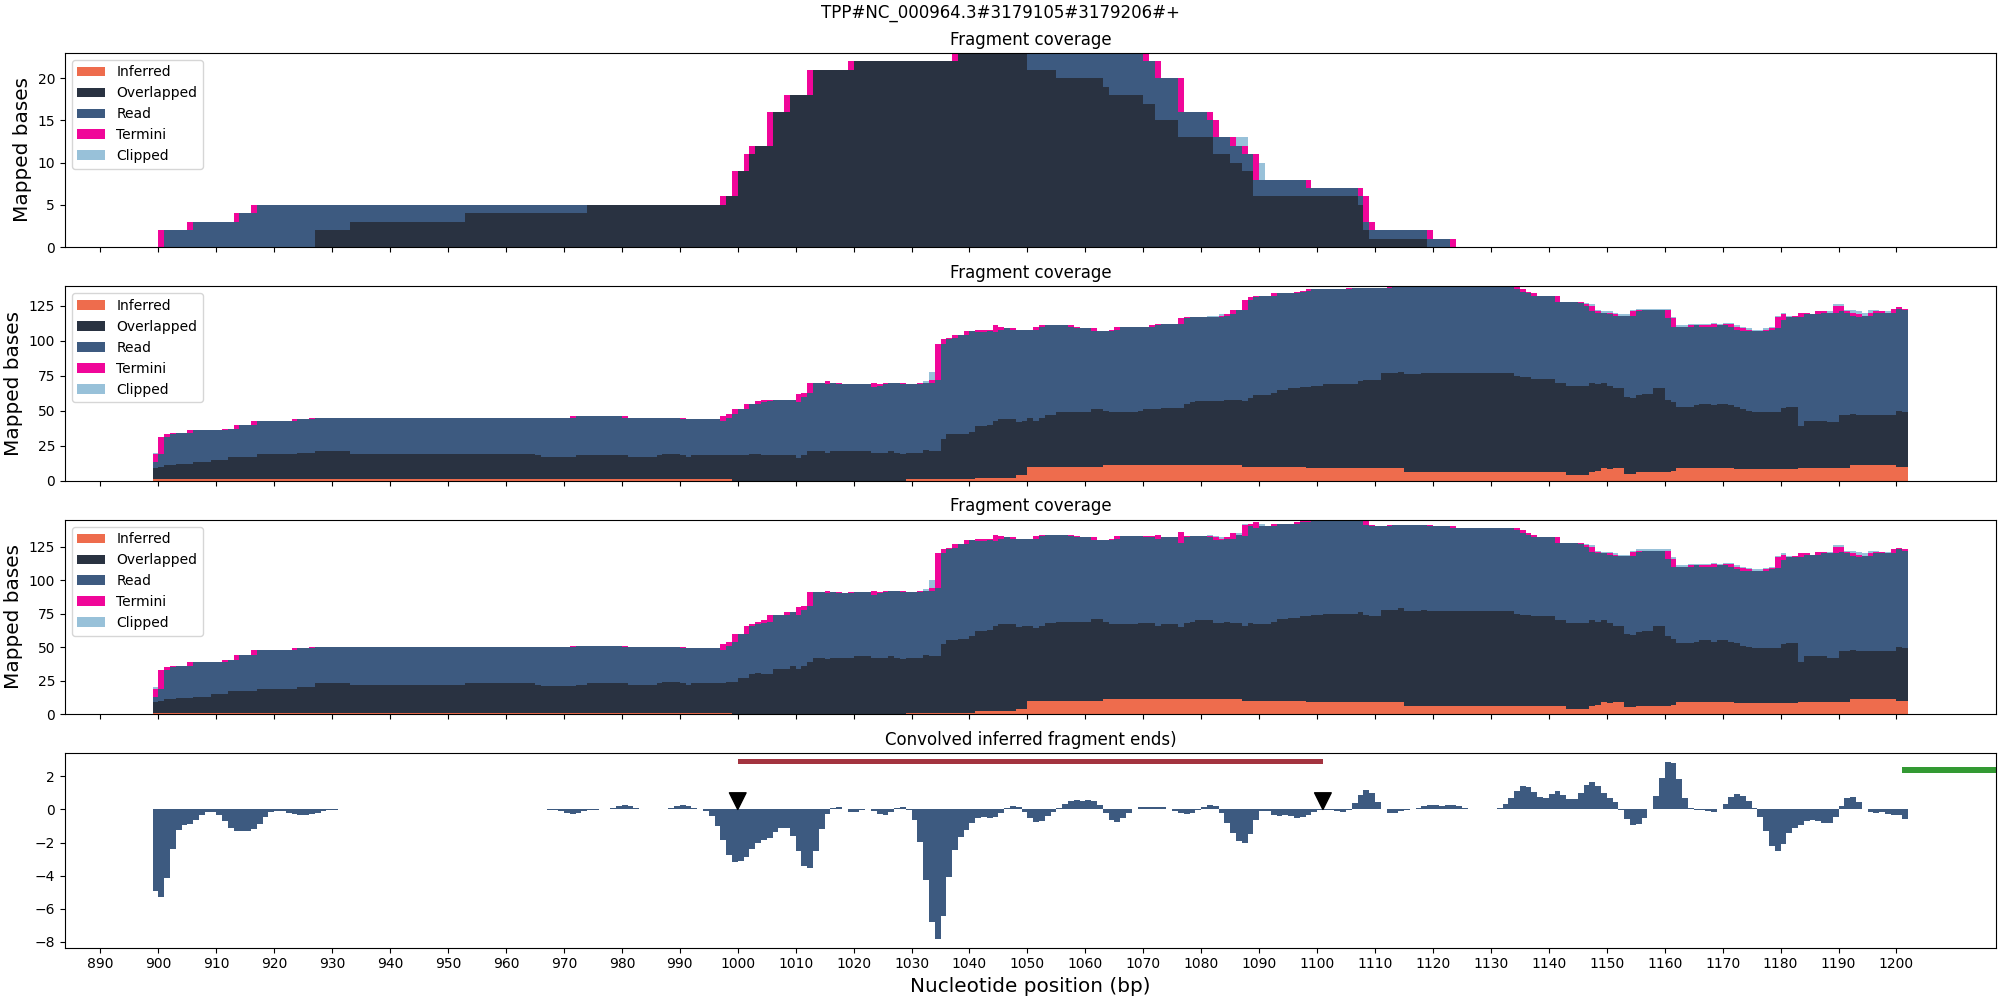 TPP#NC_000964.3#3179105#3179206#+
Fragment coverage
Mapped bases
20
15
10
5
0
Inferred
Overlapped
Read
Termini
Clipped
Fragment coverage
Mapped bases
125
100
75
50
25
0
Inferred
Overlapped
Read
Termini
Clipped
Fragment coverage
Mapped bases
125
100
75
50
25
0
Inferred
Overlapped
Read
Termini
Clipped
Convolved inferred fragment ends)
2
0
−2
−4
−6
−8
890 900 910 920 930 940 950 960 970 980 990 1000 1010 1020 1030 1040 1050 1060 1070 1080 1090 1100 1110 1120 1130 1140 1150 1160 1170 1180 1190 1200
Nucleotide position (bp)